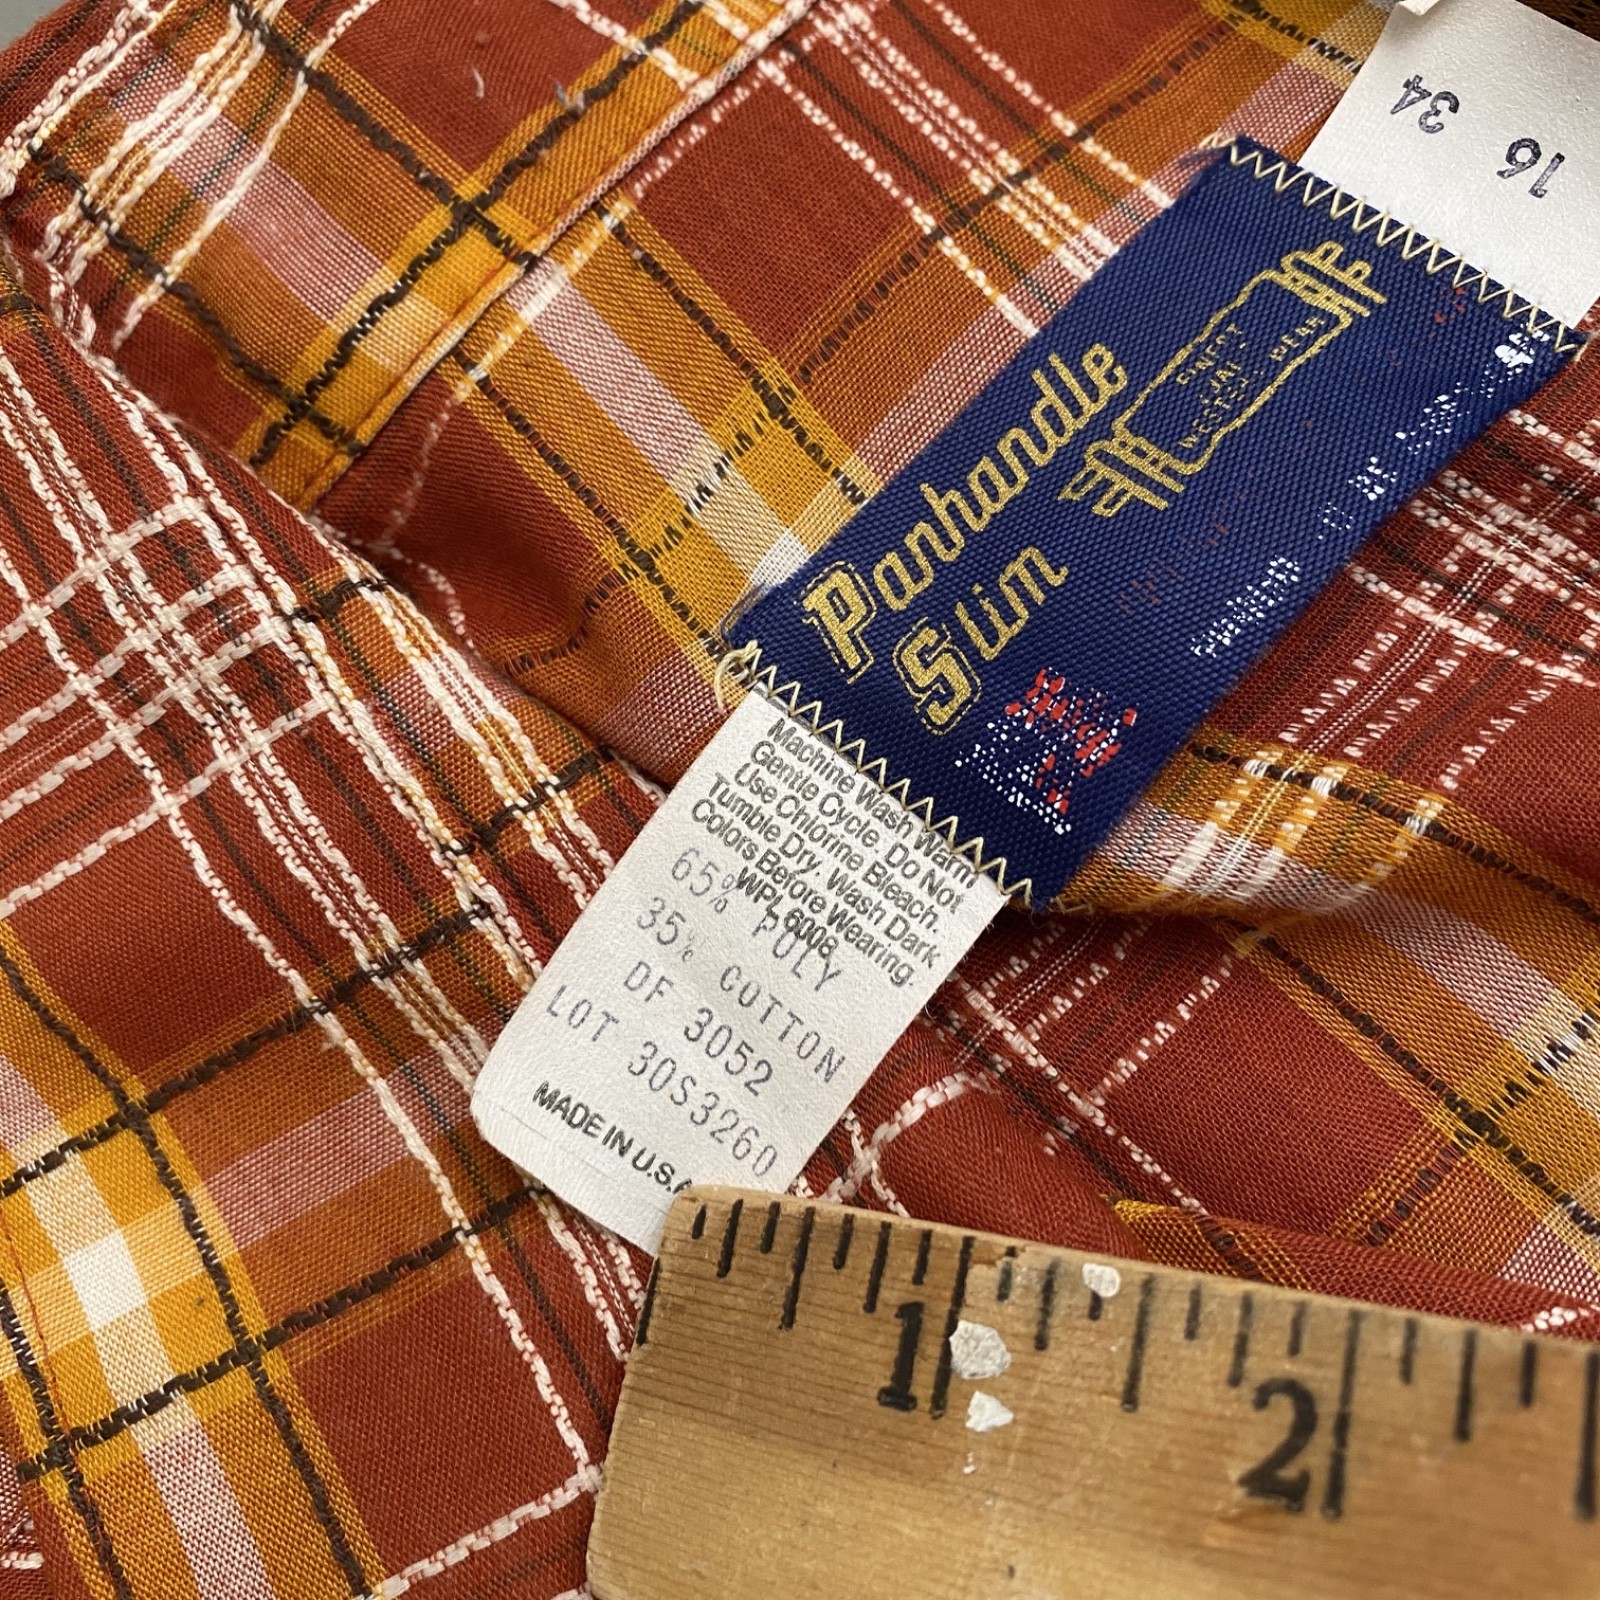 34
16
Panhandle
Slim
Machine Wash Warm
Gentle Cycle. Do Not
Use Chlorine Bleach.
Tumble Dry. Wash Dark
Colors Before Wearing.
WPL 6008
65% POLY
35% COTTON
DF 3052
LOT 30S3260
MADE IN U.S.A
1
2